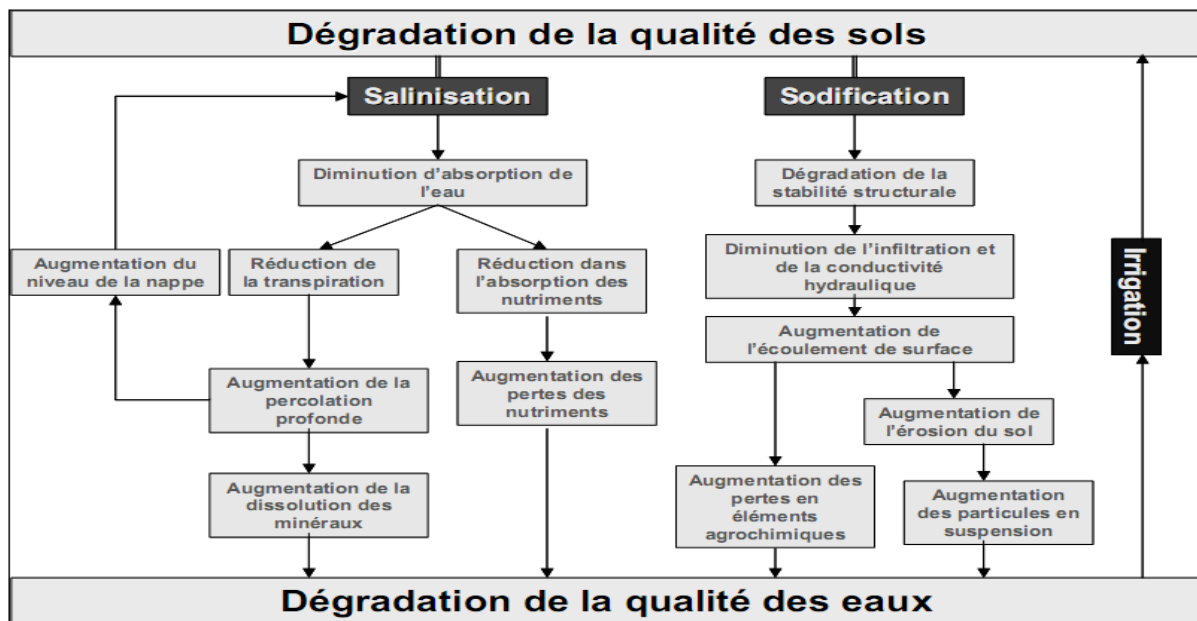 Dégradation de la qualité des sols
Salinisation
Sodification
Diminution d'absorption de
l'eau
Dégradation de la
stabilité structurale
Augmentation du
niveau de la nappe
Réduction de
la transpiration
Réduction dans
l'absorption des
nutriments
Diminution de l'infiltration et
de la conductivité
hydraulique
Irrigation
Augmentation de
l'écoulement de surface
Augmentation de la
percolation
profonde
Augmentation des
pertes des
nutriments
Augmentation de
l'érosion du sol
Augmentation de la
dissolution des
minéraux
Augmentation des
pertes en
éléments
agrochimiques
Augmentation
des particules en
suspension
Dégradation de la qualité des eaux